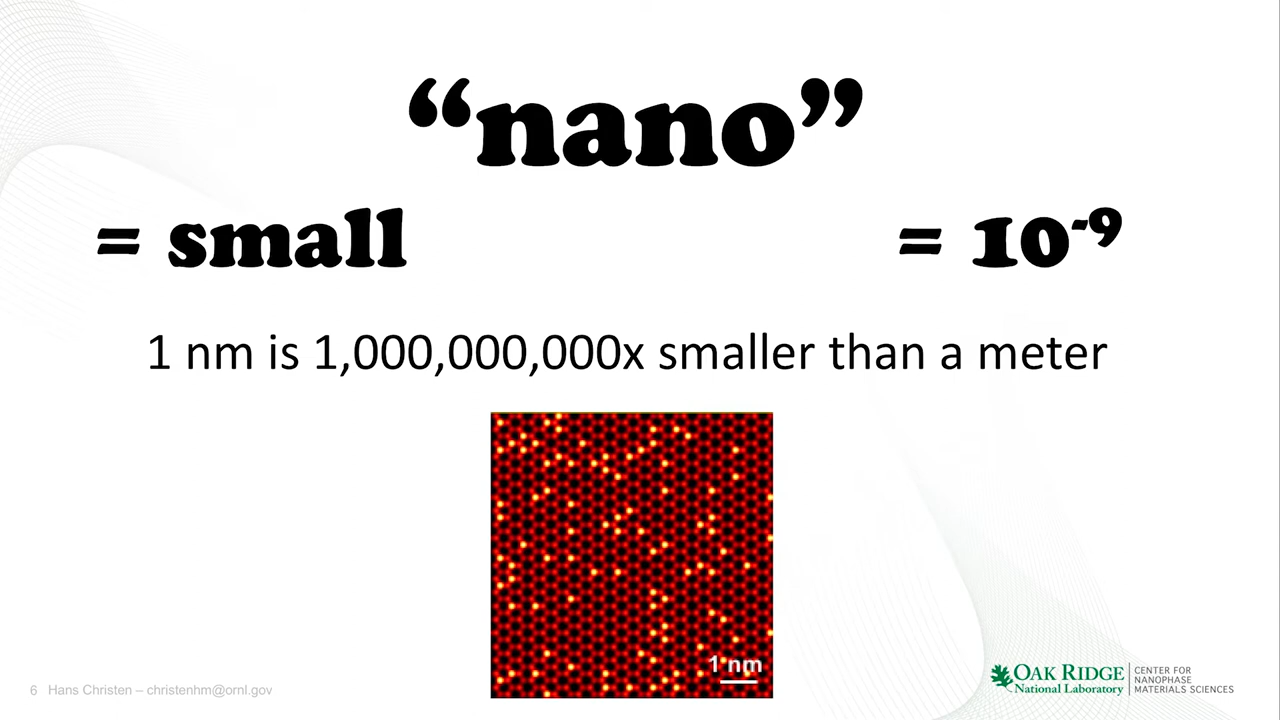 “nano”
= small
= 10⁻⁹
1 nm is 1,000,000,000x smaller than a meter
1 nm
6 Hans Christen – christenhm@ornl.gov
OAK RIDGE
National Laboratory
CENTER FOR
NANOPHASE
MATERIALS SCIENCES